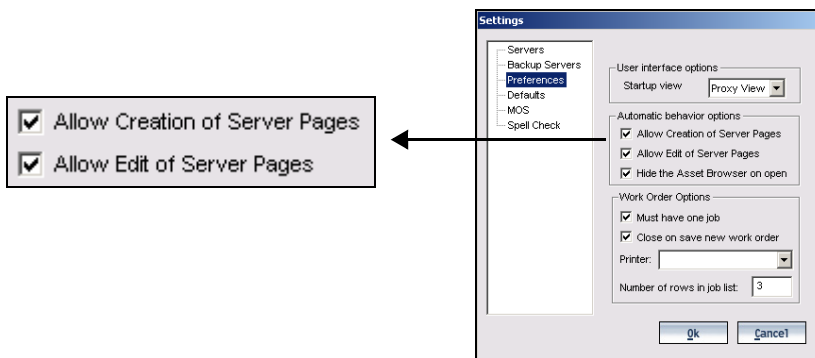 Allow Creation of Server Pages
Allow Edit of Server Pages
Settings
Servers
Backup Servers
Preferences
Defaults
MOS
Spell Check
User interface options
Startup view Proxy View
Automatic behavior options
Allow Creation of Server Pages
Allow Edit of Server Pages
Hide the Asset Browser on open
Work Order Options
Must have one job
Close on save new work order
Printer:
Number of rows in job list: 3
Ok Cancel